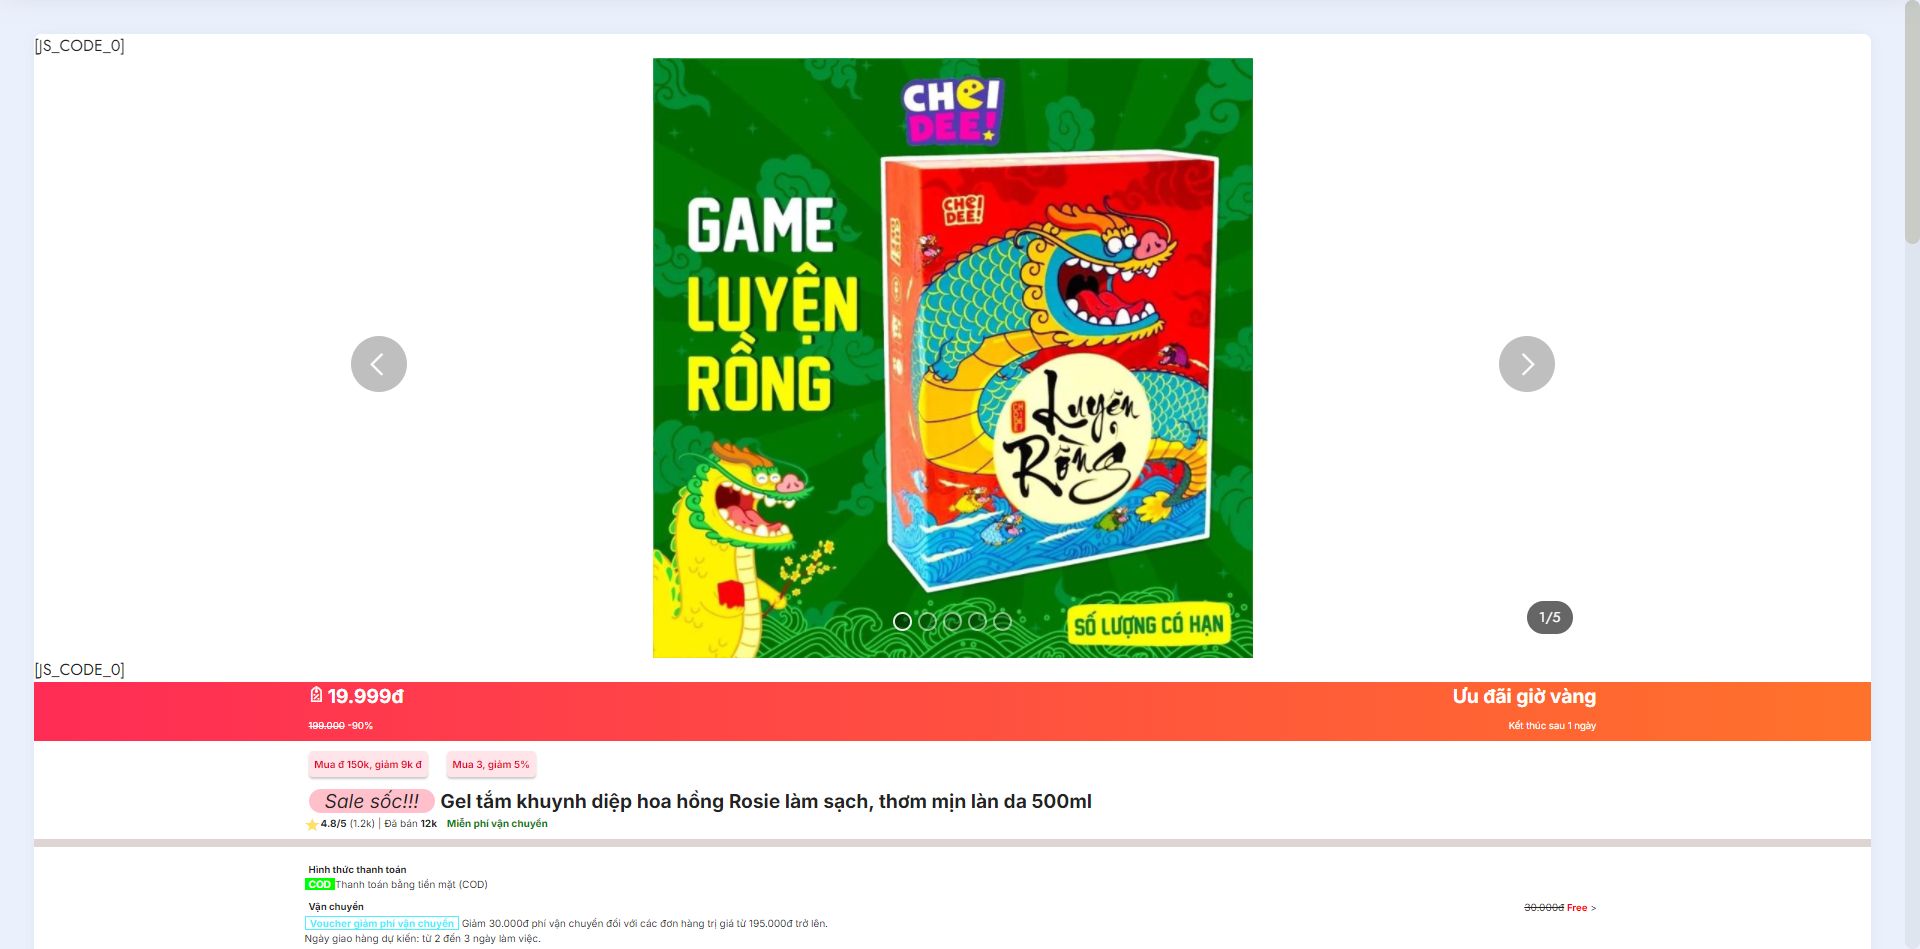 [JS_CODE_0]
CHEI
DEE!
GAME
LUYỆN
RỒNG
CHEI
DEE!
Luyện
Rồng
SỐ LƯỢNG CÓ HẠN
1/5
[JS_CODE_0]
19.999đ
Ưu đãi giờ vàng
199.000 -90%
Kết thúc sau 1 ngày
Mua đ 150k, giảm 9k đ
Mua 3, giảm 5%
Sale sốc!!! Gel tắm khuynh diệp hoa hồng Rosie làm sạch, thơm mịn làn da 500ml
4.8/5 (1.2k) | Đã bán 12k Miễn phí vận chuyển
Hình thức thanh toán
COD Thanh toán bằng tiền mặt (COD)
Vận chuyển
30.000đ Free >
Voucher giảm phí vận chuyển Giảm 30.000đ phí vận chuyển đối với các đơn hàng trị giá từ 195.000đ trở lên.
Ngày giao hàng dự kiến: từ 2 đến 3 ngày làm việc.